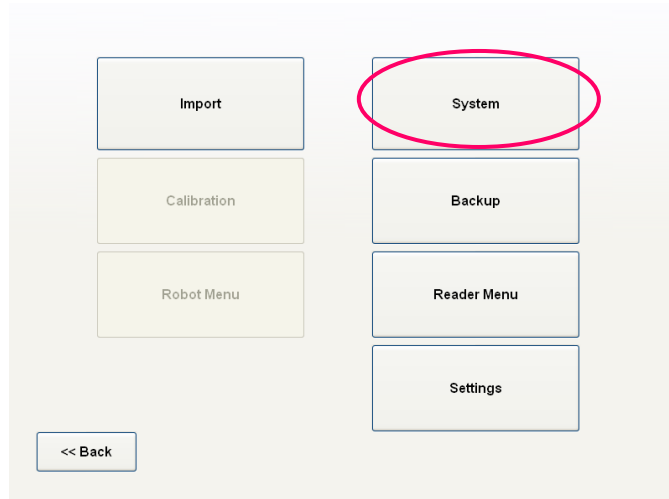 Import
System
Calibration
Backup
Robot Menu
Reader Menu
Settings
<< Back